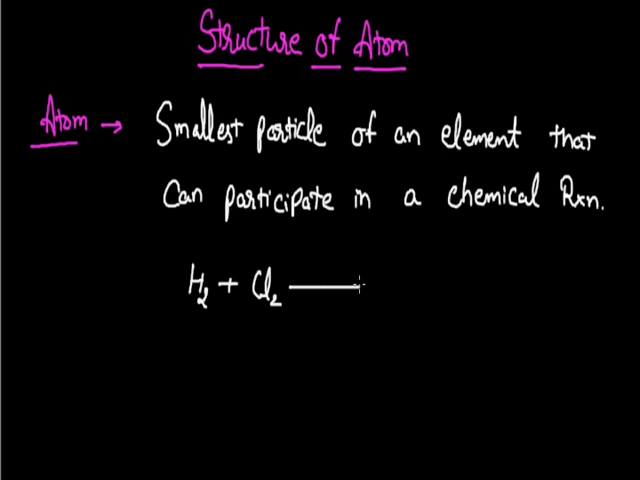 Structure of Atom
Atom → Smallest particle of an element that
Can participate in a chemical Rxn.
H₂ + Cl₂ —